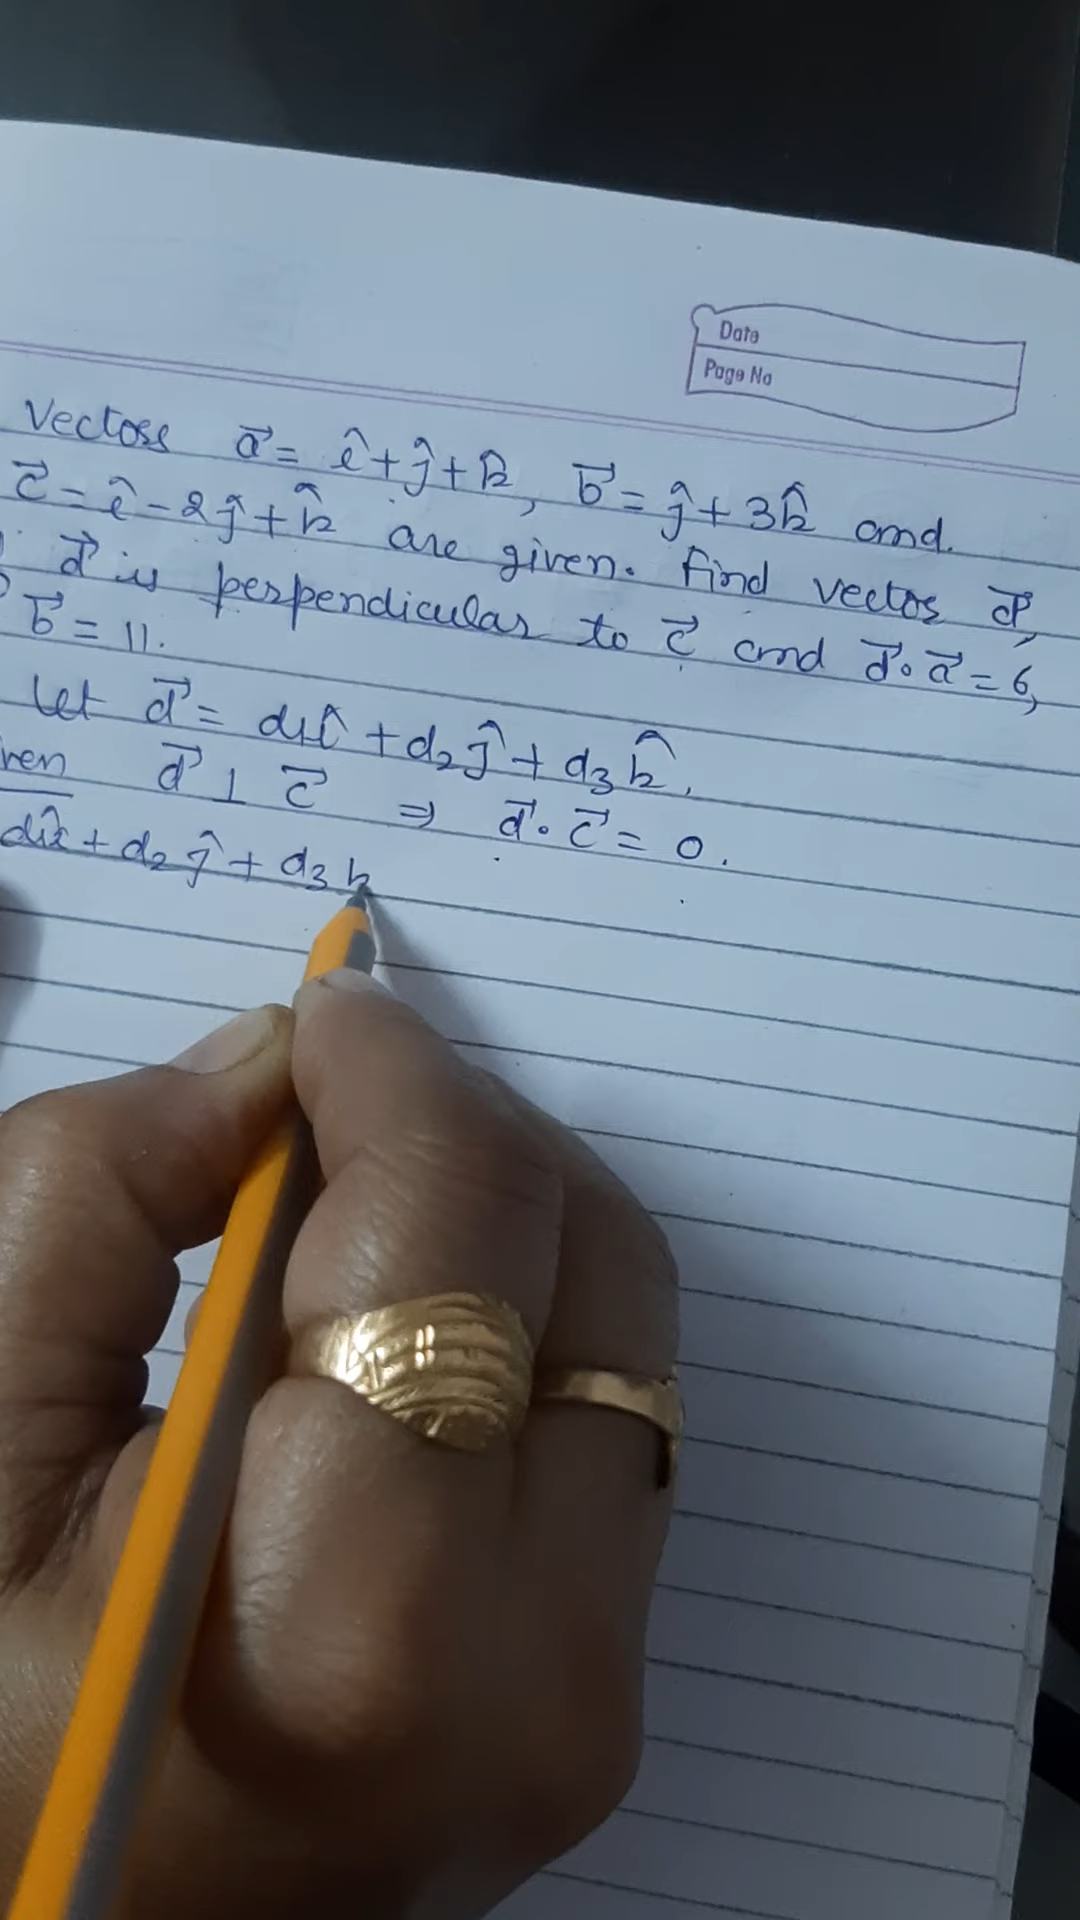 Date
Page No
Vectors a⃗ = î + ĵ + k̂, b⃗ = ĵ + 3k̂ and
c⃗ = î - 2ĵ + k̂ are given. Find vector d⃗,
d⃗ is perpendicular to c⃗ and d⃗.a⃗ = 6,
b⃗ = 11.
Let d⃗ = d1î + d2ĵ + d3k̂.
d⃗ ⊥ c⃗ ⇒ d⃗.c⃗ = 0.
d1î + d2ĵ + d3k